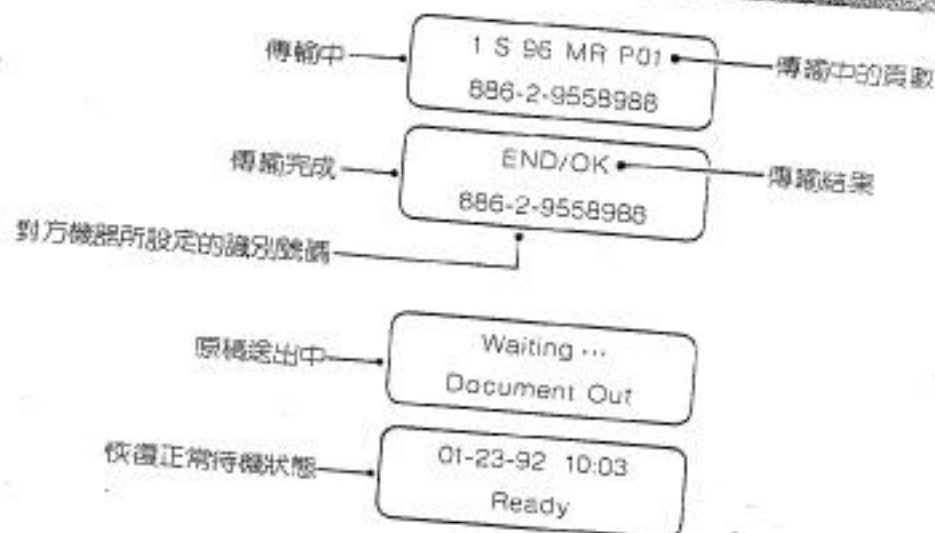 傳輸中
1 S 96 MR P01
傳輸中的頁數
886-2-9558988
傳輸完成
END/OK
傳輸結果
886-2-9558988
對方機器所設定的識別號碼
原稿送出中
Waiting ···
Document Out
恢復正常待機狀態
01-23-92 10:03
Ready